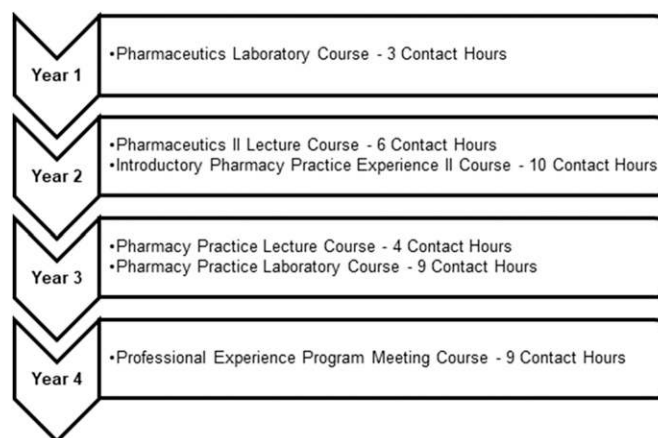 Year 1
•Pharmaceutics Laboratory Course - 3 Contact Hours
Year 2
•Pharmaceutics II Lecture Course - 6 Contact Hours
•Introductory Pharmacy Practice Experience II Course - 10 Contact Hours
Year 3
•Pharmacy Practice Lecture Course - 4 Contact Hours
•Pharmacy Practice Laboratory Course - 9 Contact Hours
Year 4
•Professional Experience Program Meeting Course - 9 Contact Hours